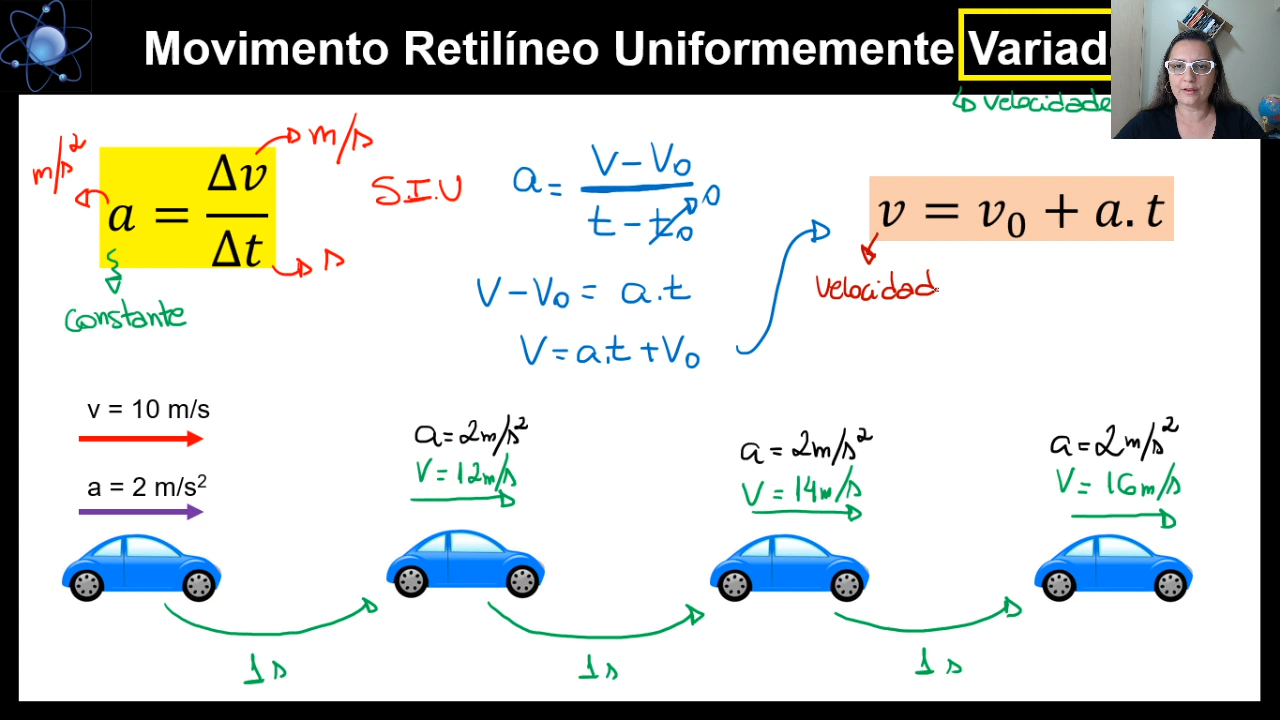 Movimento Retilíneo Uniformemente Variado
↳ velocidade
m/s²
a = Δv/Δt
m/s
s
S.I.U
constante
a = v - v₀ / t - t₀ 0
v - v₀ = a.t
v = a.t + v₀
v = v₀ + a.t
velocidad
v = 10 m/s
a = 2 m/s²
a = 2m/s²
v = 12m/s
a = 2m/s²
v = 14m/s
a = 2m/s²
v = 16m/s
1s
1s
1s